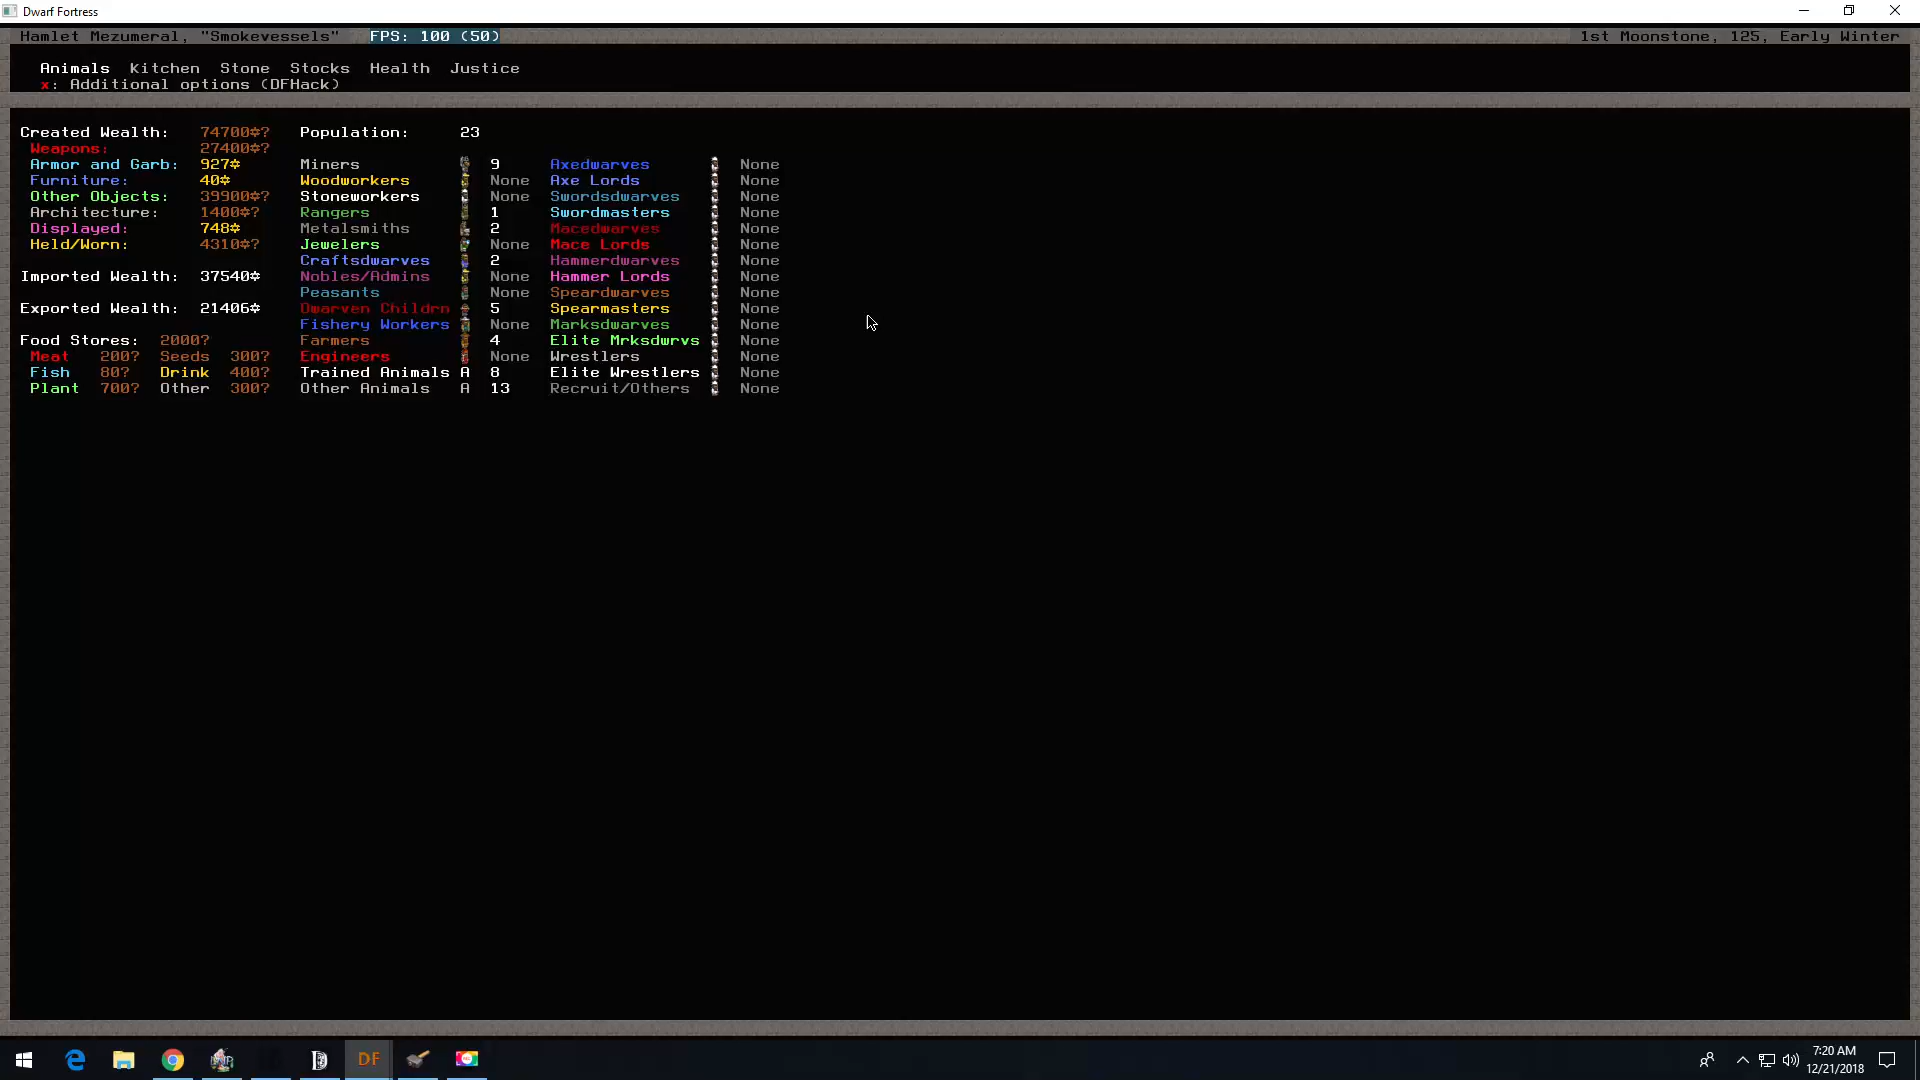 Dwarf Fortress
Hamlet Mezumeral, "Smokevessels" FPS: 100 (50) 1st Moonstone, 125, Early Winter
Animals Kitchen Stone Stocks Health Justice
x: Additional options (DFHack)
Created Wealth: 74700☼? Population: 23
Weapons: 27400☼?
Armor and Garb: 927☼ Miners 9 Axedwarves None
Furniture: 40☼ Woodworkers None Axe Lords None
Other Objects: 39900☼? Stoneworkers None Swordsdwarves None
Architecture: 1400☼? Rangers 1 Swordmasters None
Displayed: 748☼ Metalsmiths 2 Macedwarves None
Held/Worn: 4310☼? Jewelers None Mace Lords None
Craftsdwarves 2 Hammerdwarves None
Imported Wealth: 37540☼ Nobles/Admins None Hammer Lords None
Peasants None Speardwarves None
Exported Wealth: 21406☼ Dwarven Childrn 5 Spearmasters None
Fishery Workers None Marksdwarves None
Food Stores: 2000? Farmers 4 Elite Mrksdwrvs None
Meat 200? Seeds 300? Engineers None Wrestlers None
Fish 80? Drink 400? Trained Animals A 8 Elite Wrestlers None
Plant 700? Other 300? Other Animals A 13 Recruit/Others None
DF
7:20 AM
12/21/2018